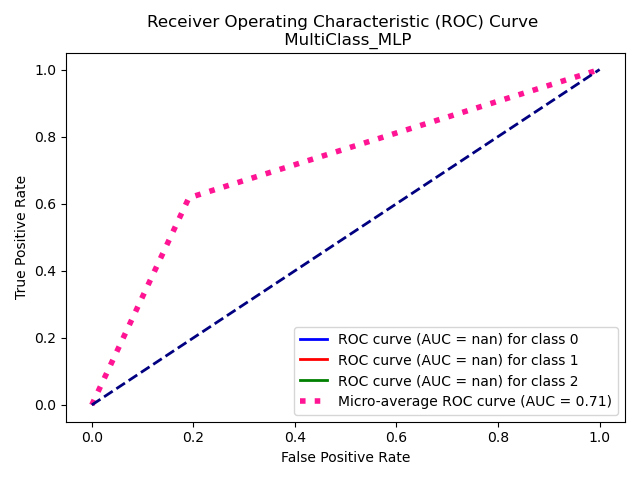 Receiver Operating Characteristic (ROC) Curve
MultiClass_MLP
True Positive Rate
1.0
0.8
0.6
0.4
0.2
0.0
ROC curve (AUC = nan) for class 0
ROC curve (AUC = nan) for class 1
ROC curve (AUC = nan) for class 2
Micro-average ROC curve (AUC = 0.71)
0.0 0.2 0.4 0.6 0.8 1.0
False Positive Rate